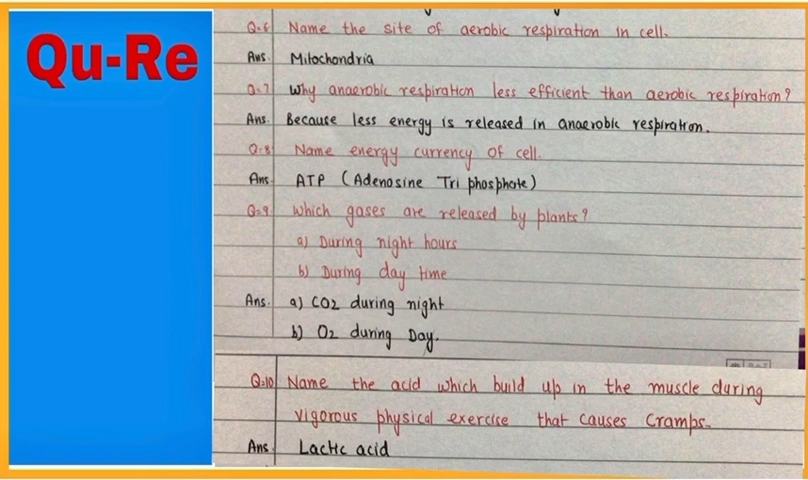 Qu-Re
Q.6 Name the site of aerobic respiration in cell.
Ans. Mitochondria
Q.7 Why anaerobic respiration less efficient than aerobic respiration?
Ans. Because less energy is released in anaerobic respiration.
Q.8 Name energy currency of cell.
Ans. ATP (Adenosine Tri phosphate)
Q.9 Which gases are released by plants?
a) During night hours
b) During day time
Ans. a) CO2 during night
b) O2 during Day.
Q.10 Name the acid which build up in the muscle during
vigorous physical exercise that causes Cramps.
Ans Lactic acid